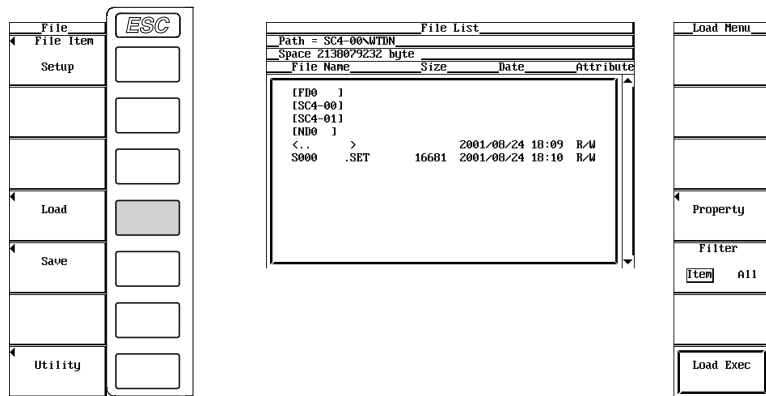 File
File Item
Setup
Load
Save
Utility
ESC
File List
Path = SC4-00\WTDN
Space 2138079232 byte
File Name Size Date Attribute
[FD0   ]
[SC4-00]
[SC4-01]
[ND0  ]
<..    > 2001/08/24 18:09 R/W
S000   .SET 16681 2001/08/24 18:10 R/W
Load Menu
Property
Filter
Item All
Load Exec